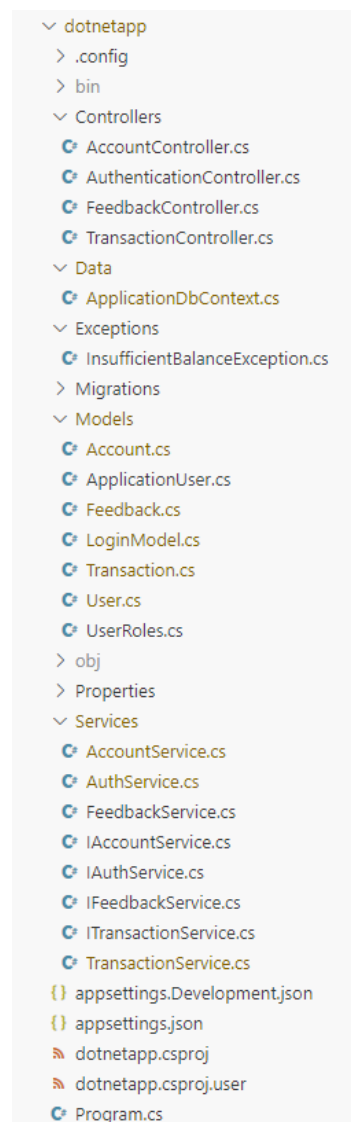 dotnetapp
.config
bin
Controllers
AccountController.cs
AuthenticationController.cs
FeedbackController.cs
TransactionController.cs
Data
ApplicationDbContext.cs
Exceptions
InsufficientBalanceException.cs
Migrations
Models
Account.cs
ApplicationUser.cs
Feedback.cs
LoginModel.cs
Transaction.cs
User.cs
UserRoles.cs
obj
Properties
Services
AccountService.cs
AuthService.cs
FeedbackService.cs
IAccountService.cs
IAuthService.cs
IFeedbackService.cs
ITransactionService.cs
TransactionService.cs
appsettings.Development.json
appsettings.json
dotnetapp.csproj
dotnetapp.csproj.user
Program.cs